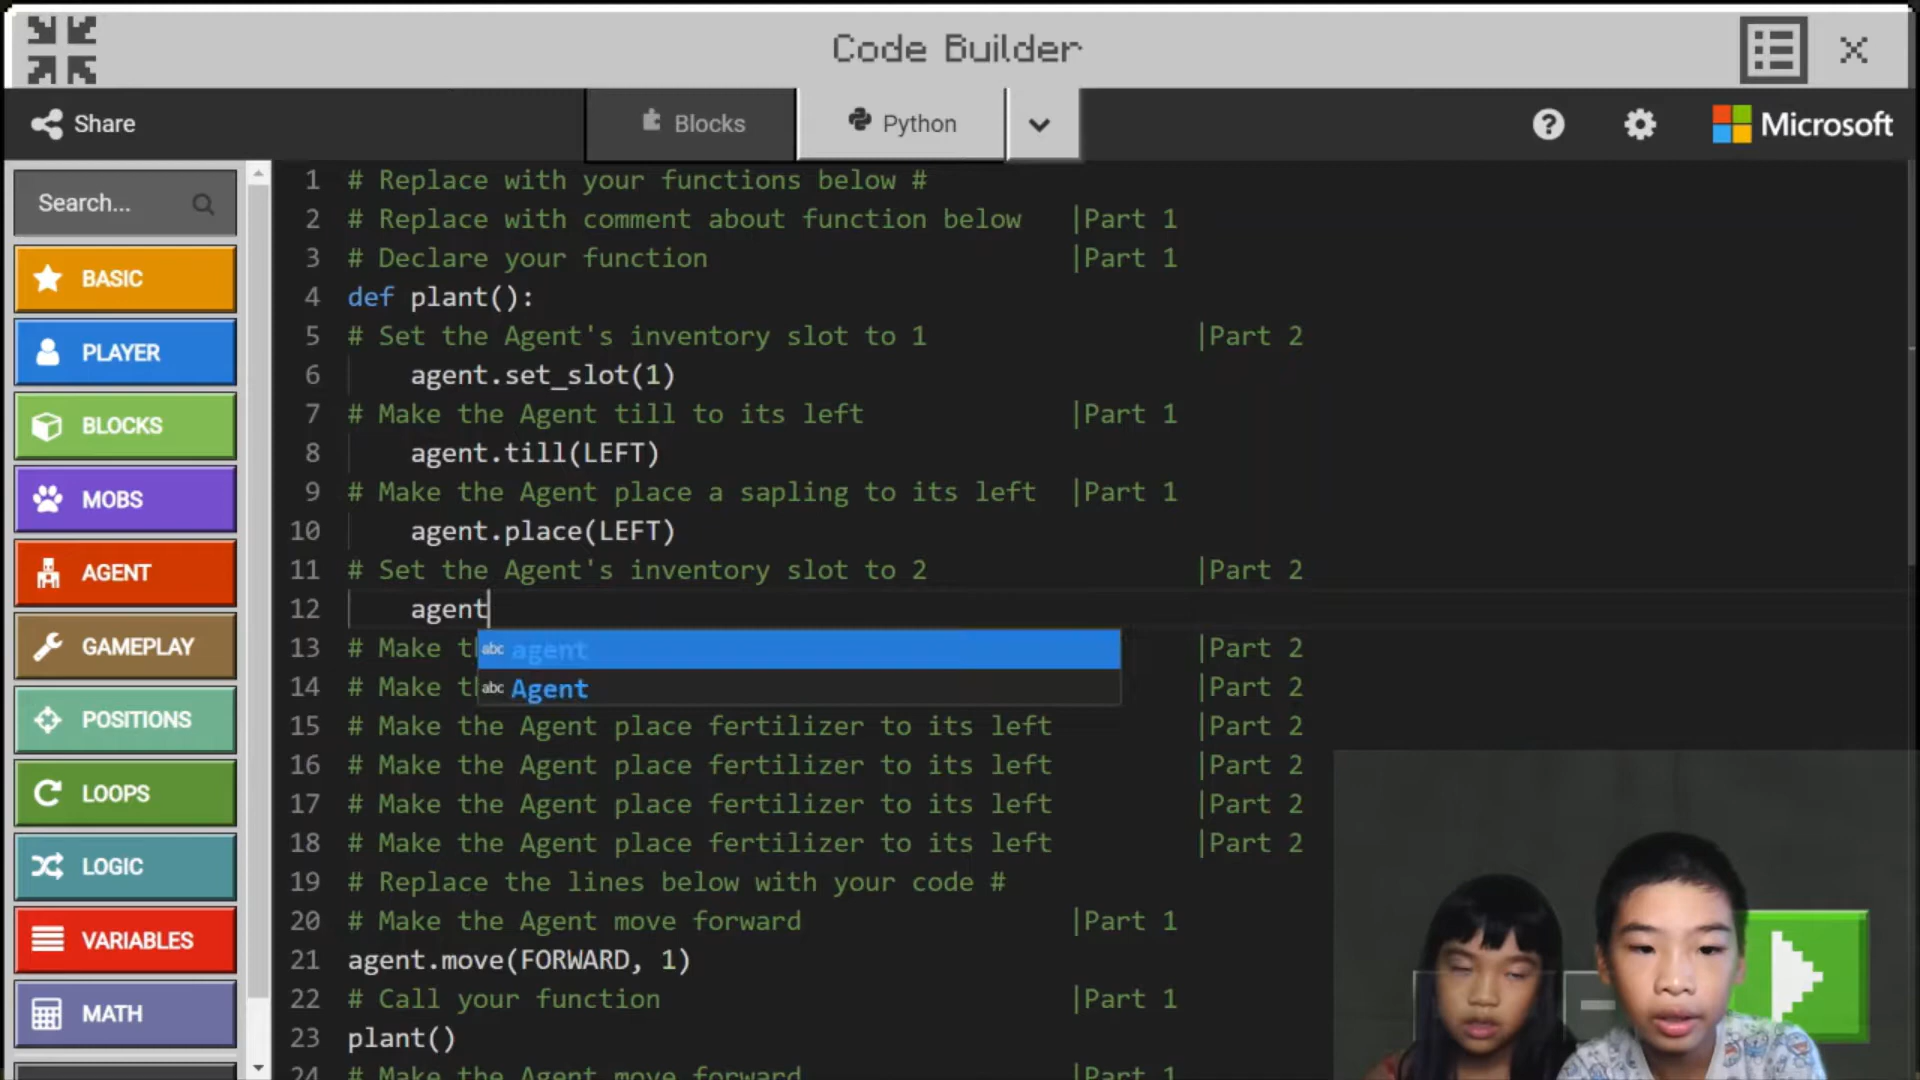 Code Builder
Share
Blocks
Python
Microsoft
Search...
BASIC
PLAYER
BLOCKS
MOBS
AGENT
GAMEPLAY
POSITIONS
LOOPS
LOGIC
VARIABLES
MATH
1 # Replace with your functions below #
2 # Replace with comment about function below |Part 1
3 # Declare your function |Part 1
4 def plant():
5 # Set the Agent's inventory slot to 1 |Part 2
6 agent.set_slot(1)
7 # Make the Agent till to its left |Part 1
8 agent.till(LEFT)
9 # Make the Agent place a sapling to its left |Part 1
10 agent.place(LEFT)
11 # Set the Agent's inventory slot to 2 |Part 2
12 agent
abc agent
abc Agent
13 # Make t |Part 2
14 # Make t |Part 2
15 # Make the Agent place fertilizer to its left |Part 2
16 # Make the Agent place fertilizer to its left |Part 2
17 # Make the Agent place fertilizer to its left |Part 2
18 # Make the Agent place fertilizer to its left |Part 2
19 # Replace the lines below with your code #
20 # Make the Agent move forward |Part 1
21 agent.move(FORWARD, 1)
22 # Call your function |Part 1
23 plant()
24 # Make the Agent move forward |Part 1